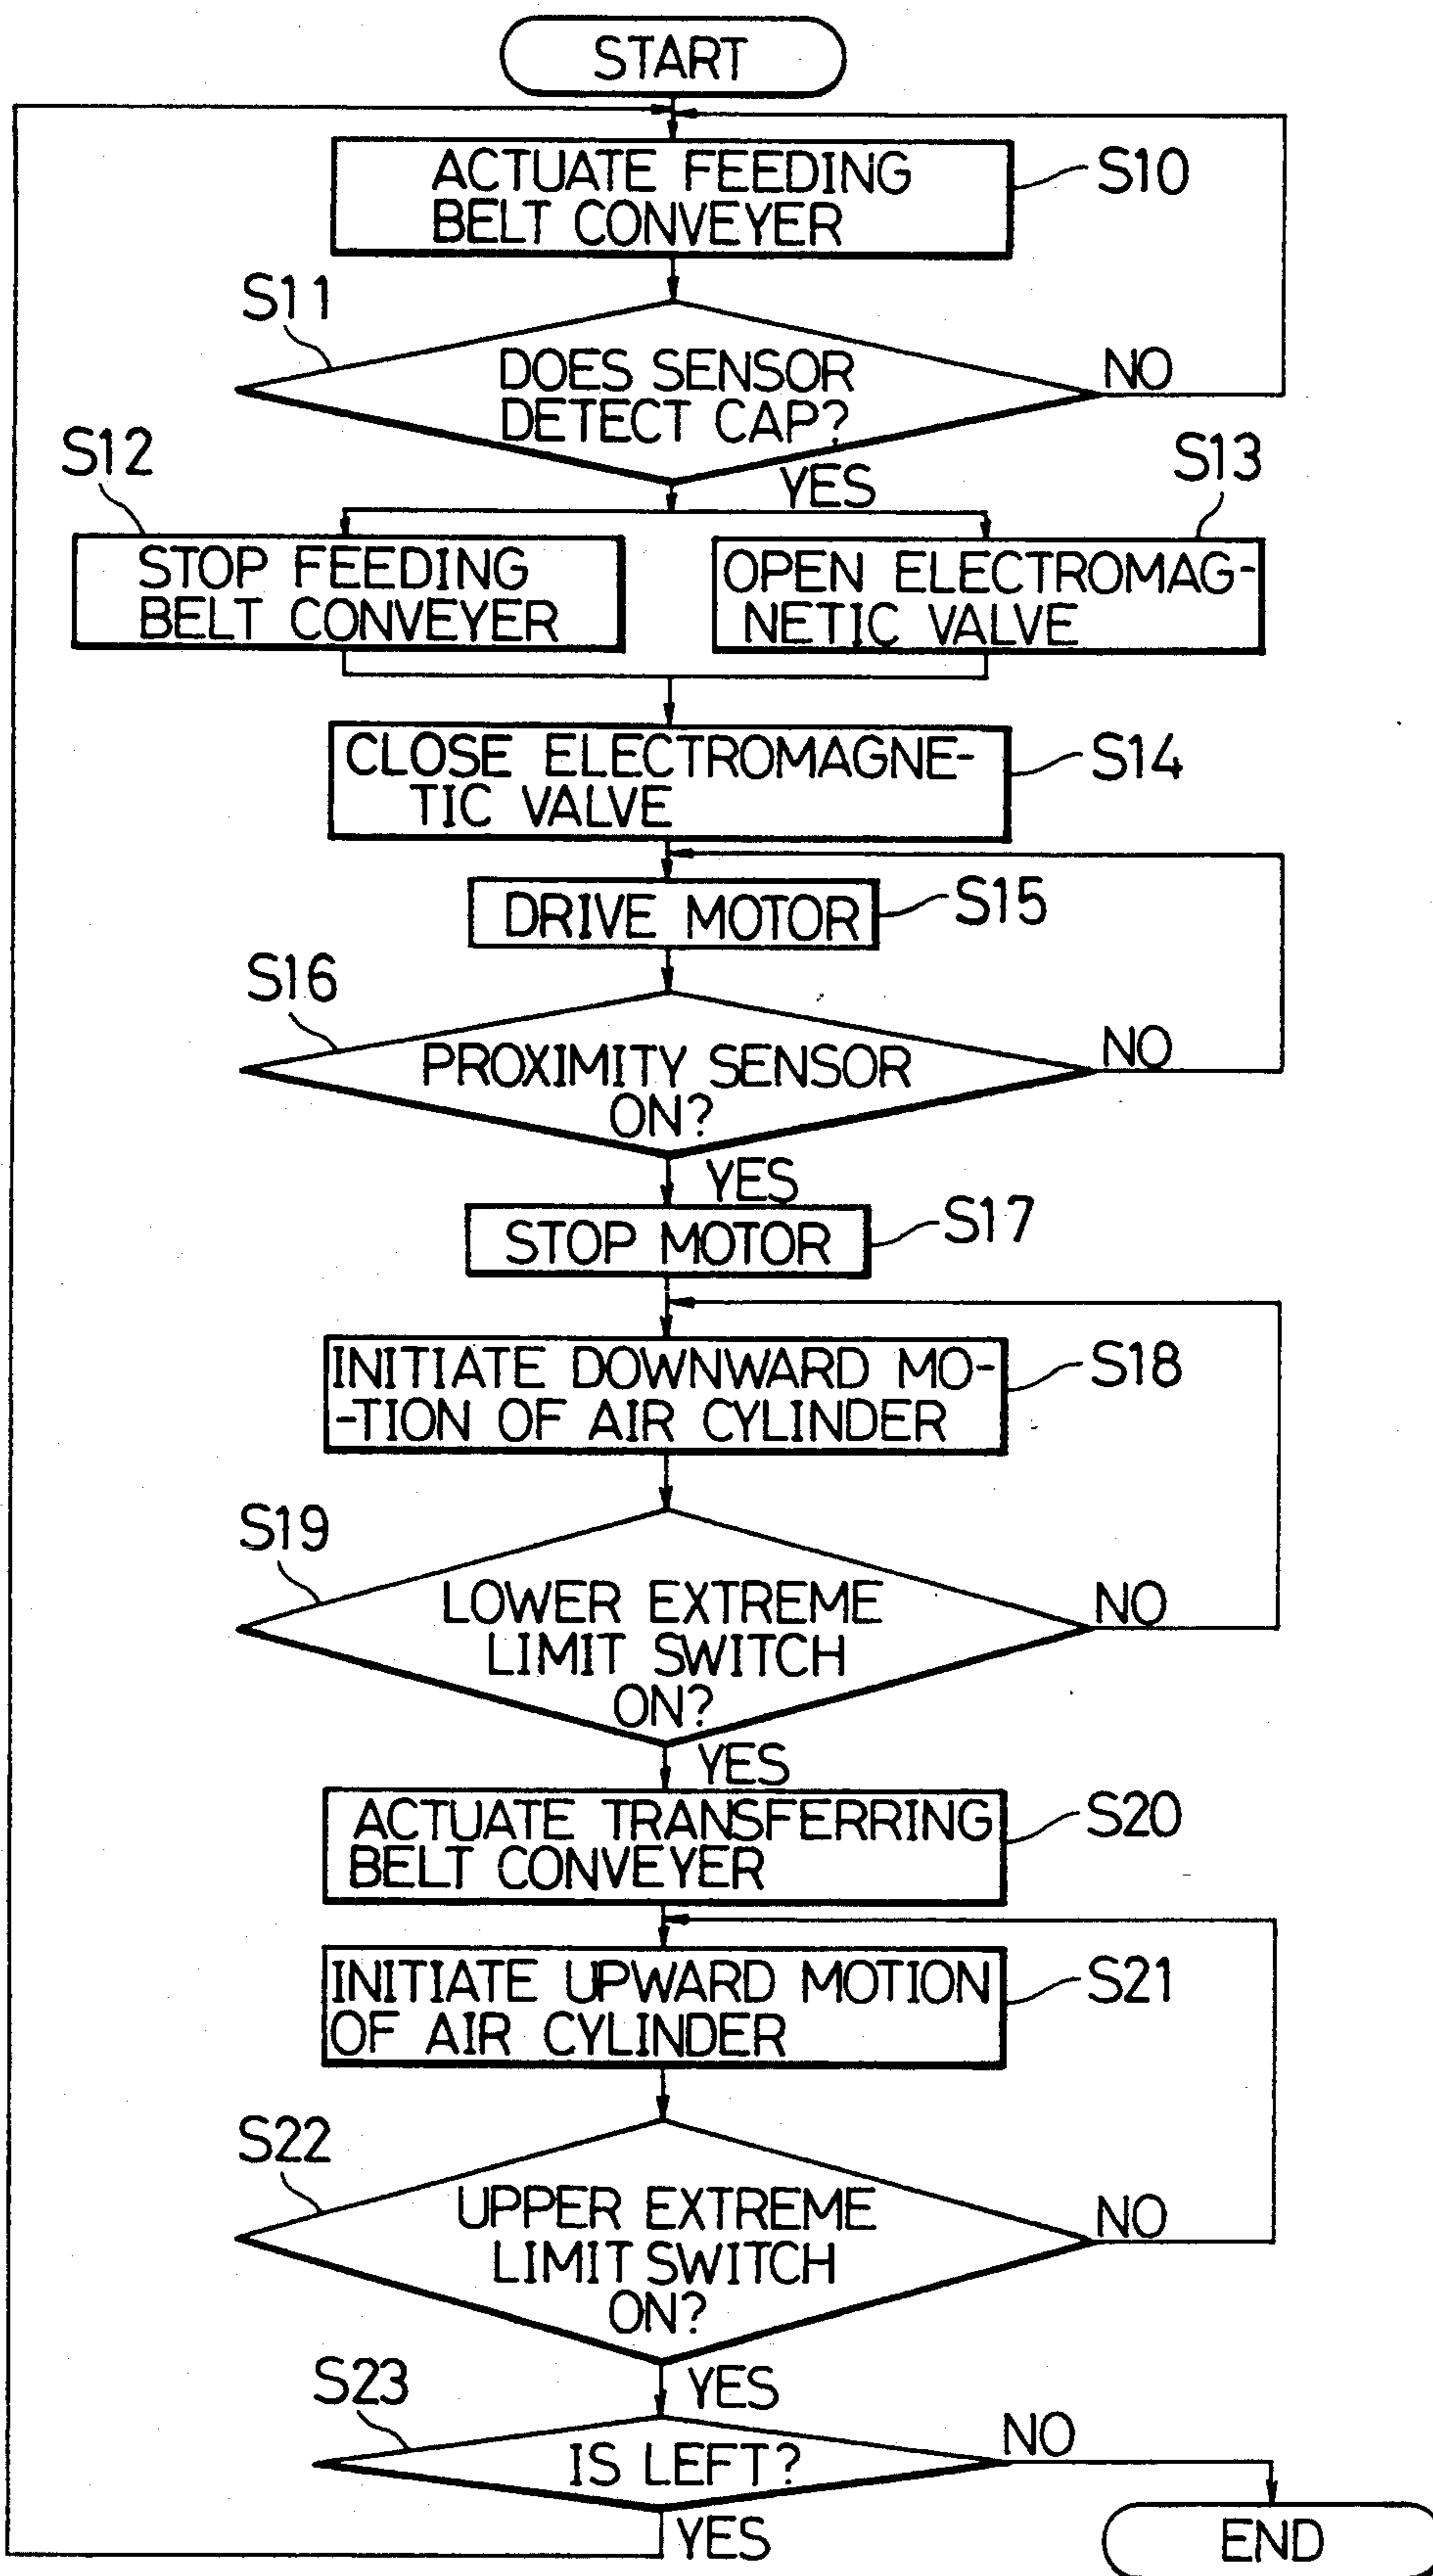 START
ACTUATE FEEDING
BELT CONVEYER
S10
S11
DOES SENSOR
DETECT CAP?
NO
YES
S12
STOP FEEDING
BELT CONVEYER
S13
OPEN ELECTROMAG-
NETIC VALVE
CLOSE ELECTROMAGNE-
TIC VALVE
S14
DRIVE MOTOR
S15
S16
PROXIMITY SENSOR
ON?
NO
YES
STOP MOTOR
S17
INITIATE DOWNWARD MO-
-TION OF AIR CYLINDER
S18
S19
LOWER EXTREME
LIMIT SWITCH
ON?
NO
YES
ACTUATE TRANSFERRING
BELT CONVEYER
S20
INITIATE UPWARD MOTION
OF AIR CYLINDER
S21
S22
UPPER EXTREME
LIMIT SWITCH
ON?
NO
YES
S23
IS LEFT?
NO
YES
END